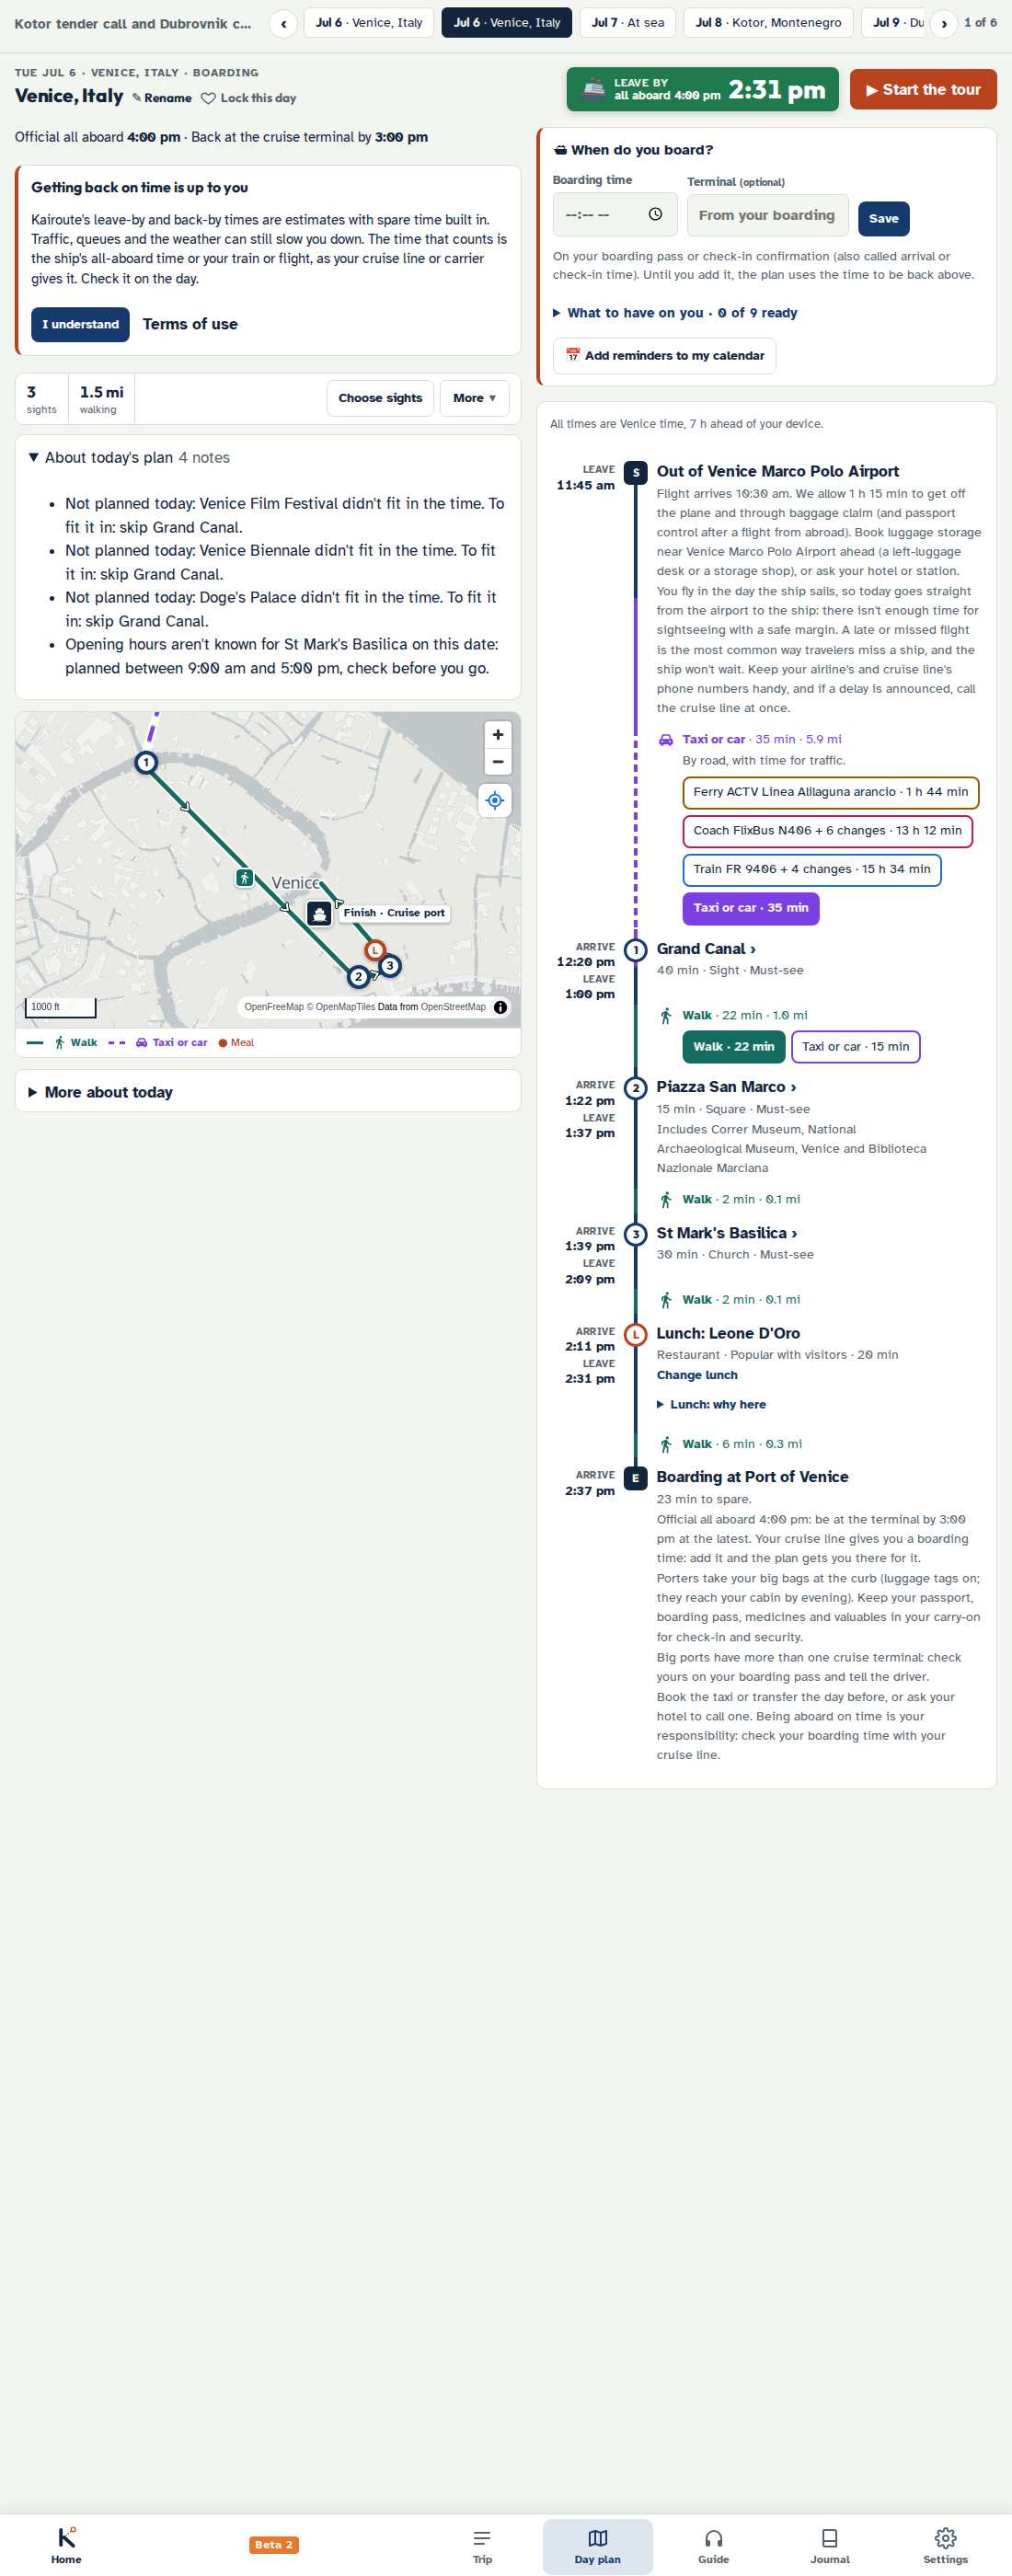 Kotor tender call and Dubrovnik c...
‹
Jul 6 · Venice, Italy
Jul 6 · Venice, Italy
Jul 7 · At sea
Jul 8 · Kotor, Montenegro
Jul 9 · Du
›
1 of 6
TUE JUL 6 · VENICE, ITALY · BOARDING
Venice, Italy
✎ Rename
Lock this day
LEAVE BY
all aboard 4:00 pm
2:31 pm
▶ Start the tour
Official all aboard 4:00 pm · Back at the cruise terminal by 3:00 pm
Getting back on time is up to you
Kairoute's leave-by and back-by times are estimates with spare time built in.
Traffic, queues and the weather can still slow you down. The time that counts is
the ship's all-aboard time or your train or flight, as your cruise line or carrier
gives it. Check it on the day.
I understand
Terms of use
3
sights
1.5 mi
walking
Choose sights
More ▾
▼ About today's plan 4 notes
• Not planned today: Venice Film Festival didn't fit in the time. To
fit it in: skip Grand Canal.
• Not planned today: Venice Biennale didn't fit in the time. To fit
it in: skip Grand Canal.
• Not planned today: Doge's Palace didn't fit in the time. To fit it
in: skip Grand Canal.
• Opening hours aren't known for St Mark's Basilica on this date:
planned between 9:00 am and 5:00 pm, check before you go.
+
−
1
Venice
Finish · Cruise port
L
3
2
1000 ft
OpenFreeMap © OpenMapTiles Data from OpenStreetMap
Walk
Taxi or car
Meal
▶ More about today
When do you board?
Boarding time
--:-- --
Terminal (optional)
From your boarding
Save
On your boarding pass or check-in confirmation (also called arrival or
check-in time). Until you add it, the plan uses the time to be back above.
▶ What to have on you · 0 of 9 ready
Add reminders to my calendar
All times are Venice time, 7 h ahead of your device.
LEAVE
11:45 am
S
Out of Venice Marco Polo Airport
Flight arrives 10:30 am. We allow 1 h 15 min to get off
the plane and through baggage claim (and passport
control after a flight from abroad). Book luggage storage
near Venice Marco Polo Airport ahead (a left-luggage
desk or a storage shop), or ask your hotel or station.
You fly in the day the ship sails, so today goes straight
from the airport to the ship: there isn't enough time for
sightseeing with a safe margin. A late or missed flight
is the most common way travelers miss a ship, and the
ship won't wait. Keep your airline's and cruise line's
phone numbers handy, and if a delay is announced, call
the cruise line at once.
Taxi or car · 35 min · 5.9 mi
By road, with time for traffic.
Ferry ACTV Linea Alilaguna arancio · 1 h 44 min
Coach FlixBus N406 + 6 changes · 13 h 12 min
Train FR 9406 + 4 changes · 15 h 34 min
Taxi or car · 35 min
ARRIVE
12:20 pm
LEAVE
1:00 pm
1
Grand Canal ›
40 min · Sight · Must-see
Walk · 22 min · 1.0 mi
Walk · 22 min
Taxi or car · 15 min
ARRIVE
1:22 pm
LEAVE
1:37 pm
2
Piazza San Marco ›
15 min · Square · Must-see
Includes Correr Museum, National
Archaeological Museum, Venice and Biblioteca
Nazionale Marciana
Walk · 2 min · 0.1 mi
ARRIVE
1:39 pm
LEAVE
2:09 pm
3
St Mark's Basilica ›
30 min · Church · Must-see
Walk · 2 min · 0.1 mi
ARRIVE
2:11 pm
LEAVE
2:31 pm
L
Lunch: Leone D'Oro
Restaurant · Popular with visitors · 20 min
Change lunch
▶ Lunch: why here
Walk · 6 min · 0.3 mi
ARRIVE
2:37 pm
E
Boarding at Port of Venice
23 min to spare.
Official all aboard 4:00 pm: be at the terminal by 3:00
pm at the latest. Your cruise line gives you a boarding
time: add it and the plan gets you there for it.
Porters take your big bags at the curb (luggage tags on;
they reach your cabin by evening). Keep your passport,
boarding pass, medicines and valuables in your carry-on
for check-in and security.
Big ports have more than one cruise terminal: check
yours on your boarding pass and tell the driver.
Book the taxi or transfer the day before, or ask your
hotel to call one. Being aboard on time is your
responsibility: check your boarding time with your
cruise line.
Home
Beta 2
Trip
Day plan
Guide
Journal
Settings